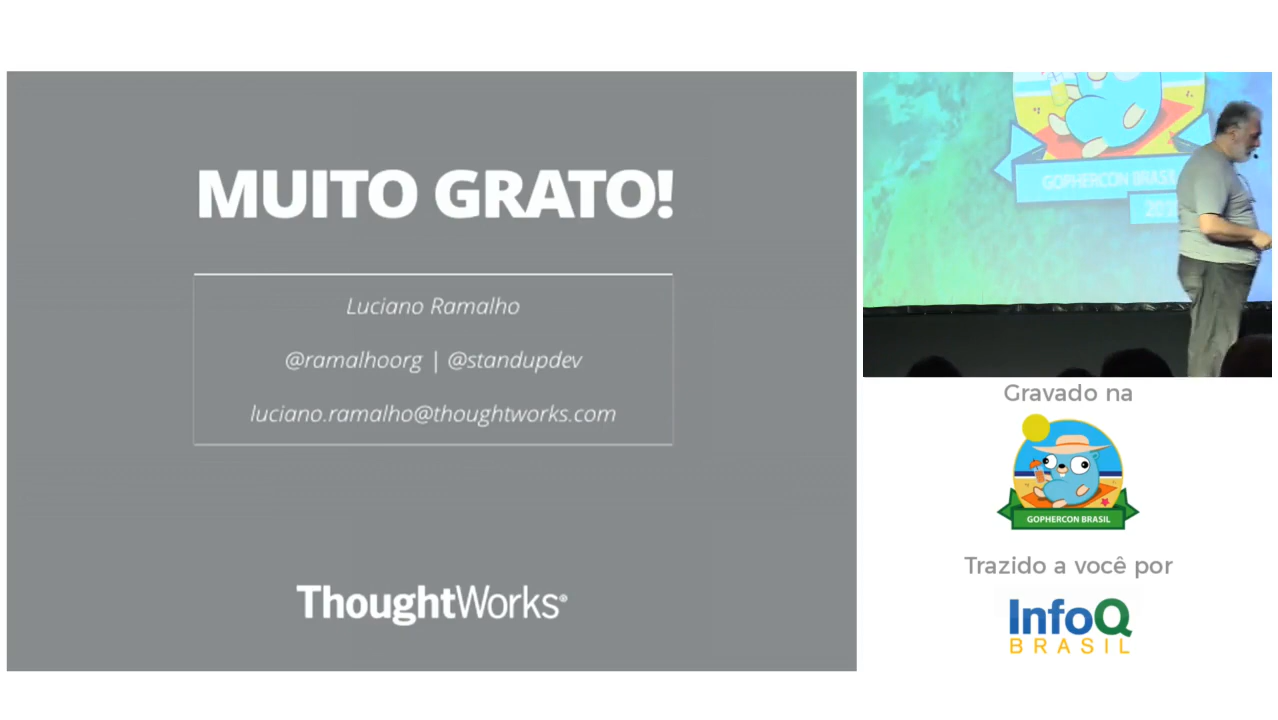 MUITO GRATO!
Luciano Ramalho
@ramalhoorg | @standupdev
luciano.ramalho@thoughtworks.com
ThoughtWorks®
GOPHERCON BRASIL
Gravado na
GOPHERCON BRASIL
Trazido a você por
InfoQ
BRASIL